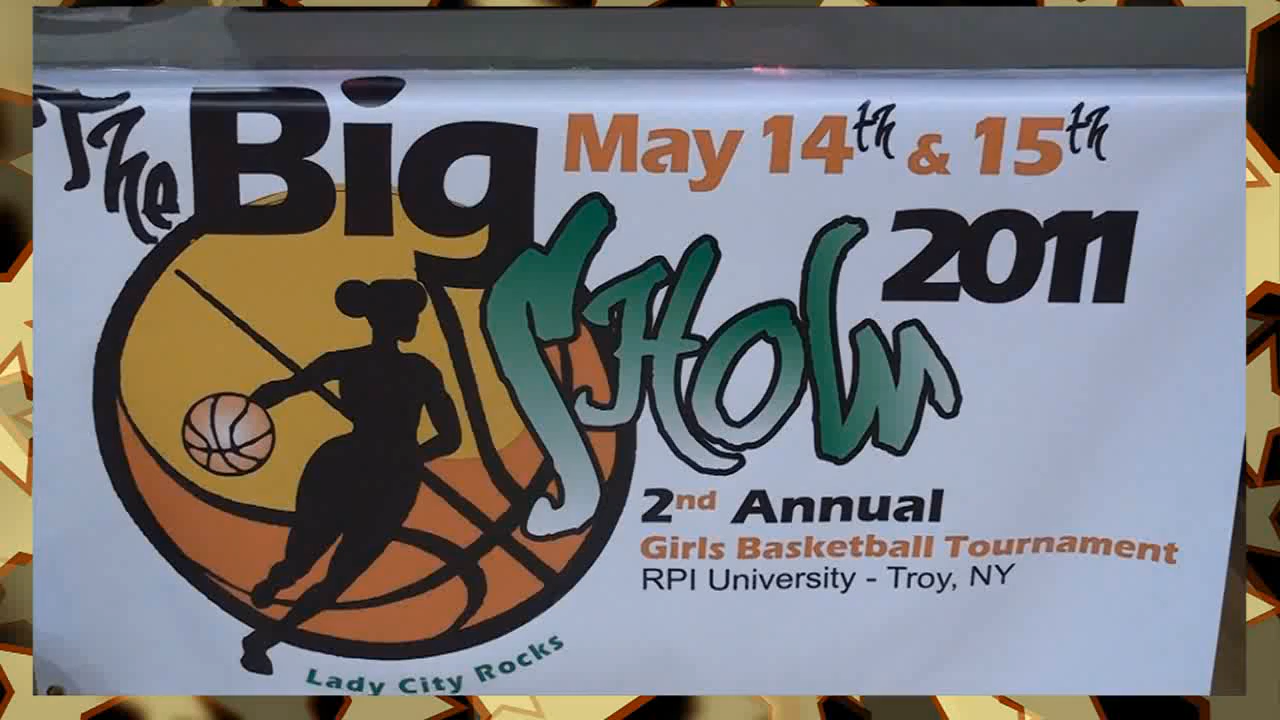 The Big Show
May 14th & 15th
2011
2nd Annual
Girls Basketball Tournament
RPI University - Troy, NY
Lady City Rocks